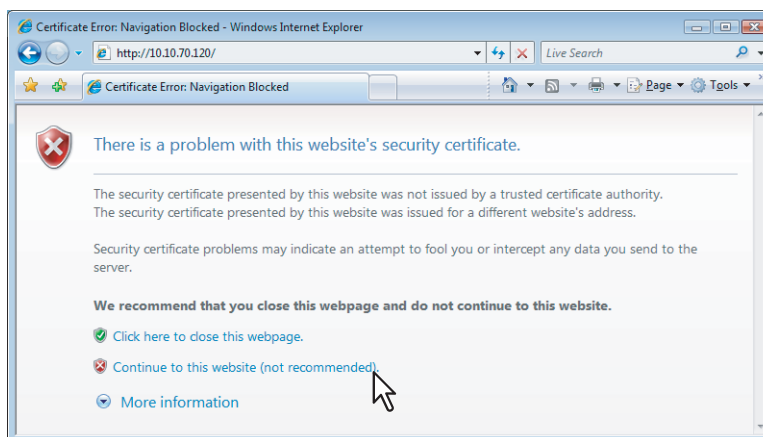 Certificate Error: Navigation Blocked - Windows Internet Explorer
http://10.10.70.120/
Live Search
Certificate Error: Navigation Blocked
Page
Tools
There is a problem with this website's security certificate.
The security certificate presented by this website was not issued by a trusted certificate authority.
The security certificate presented by this website was issued for a different website's address.
Security certificate problems may indicate an attempt to fool you or intercept any data you send to the
server.
We recommend that you close this webpage and do not continue to this website.
Click here to close this webpage.
Continue to this website (not recommended).
More information